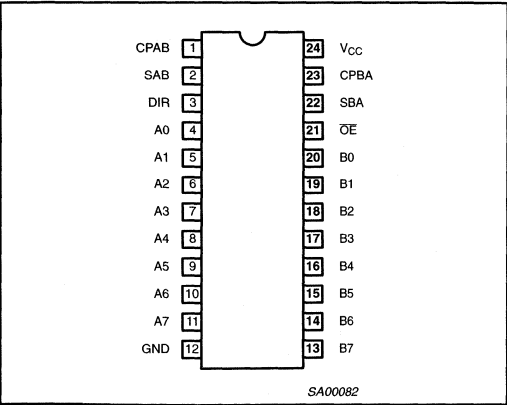 CPAB 1 24 VCC
SAB 2 23 CPBA
DIR 3 22 SBA
A0 4 21 O̅E̅
A1 5 20 B0
A2 6 19 B1
A3 7 18 B2
A4 8 17 B3
A5 9 16 B4
A6 10 15 B5
A7 11 14 B6
GND 12 13 B7
SA00082